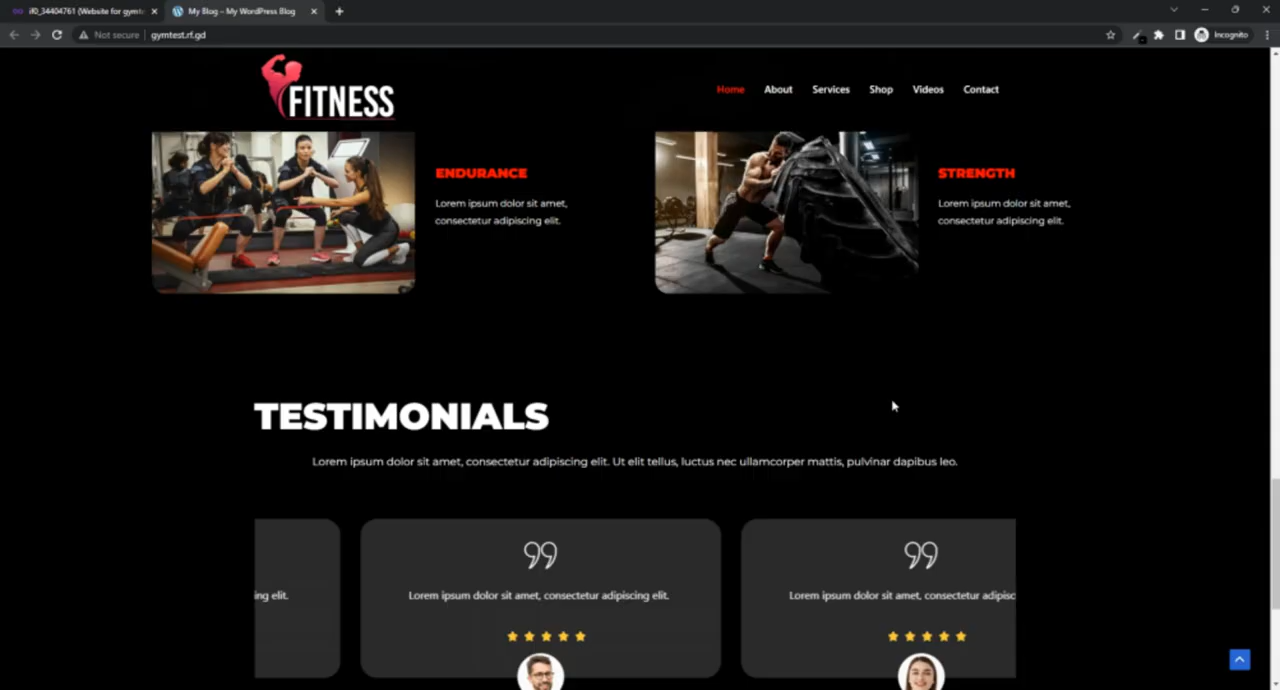 if0_34404761 (Website for gymte
My Blog – My WordPress Blog
Not secure
gymtest.rf.gd
Incognito
FITNESS
Home
About
Services
Shop
Videos
Contact
ENDURANCE
Lorem ipsum dolor sit amet,
consectetur adipiscing elit.
STRENGTH
Lorem ipsum dolor sit amet,
consectetur adipiscing elit.
TESTIMONIALS
Lorem ipsum dolor sit amet, consectetur adipiscing elit. Ut elit tellus, luctus nec ullamcorper mattis, pulvinar dapibus leo.
ing elit.
Lorem ipsum dolor sit amet, consectetur adipiscing elit.
Lorem ipsum dolor sit amet, consectetur adipisc